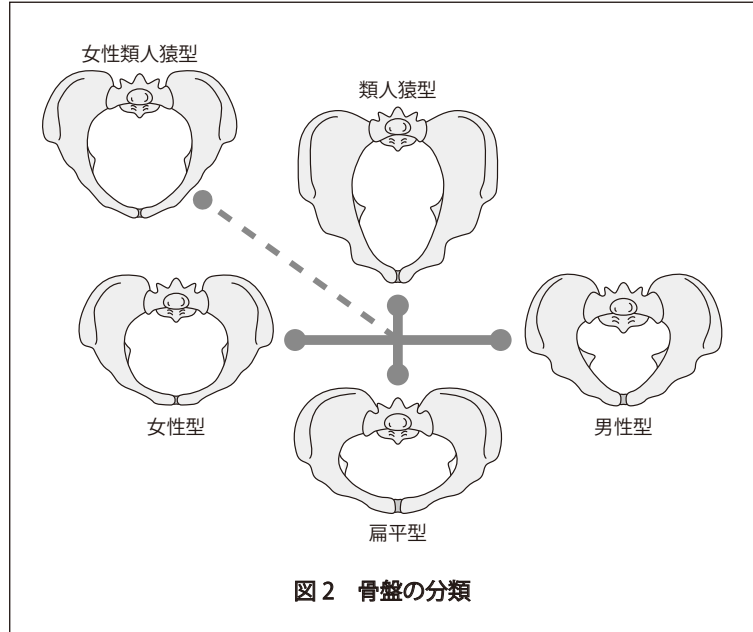 女性類人猿型
類人猿型
女性型
男性型
扁平型
図2 骨盤の分類